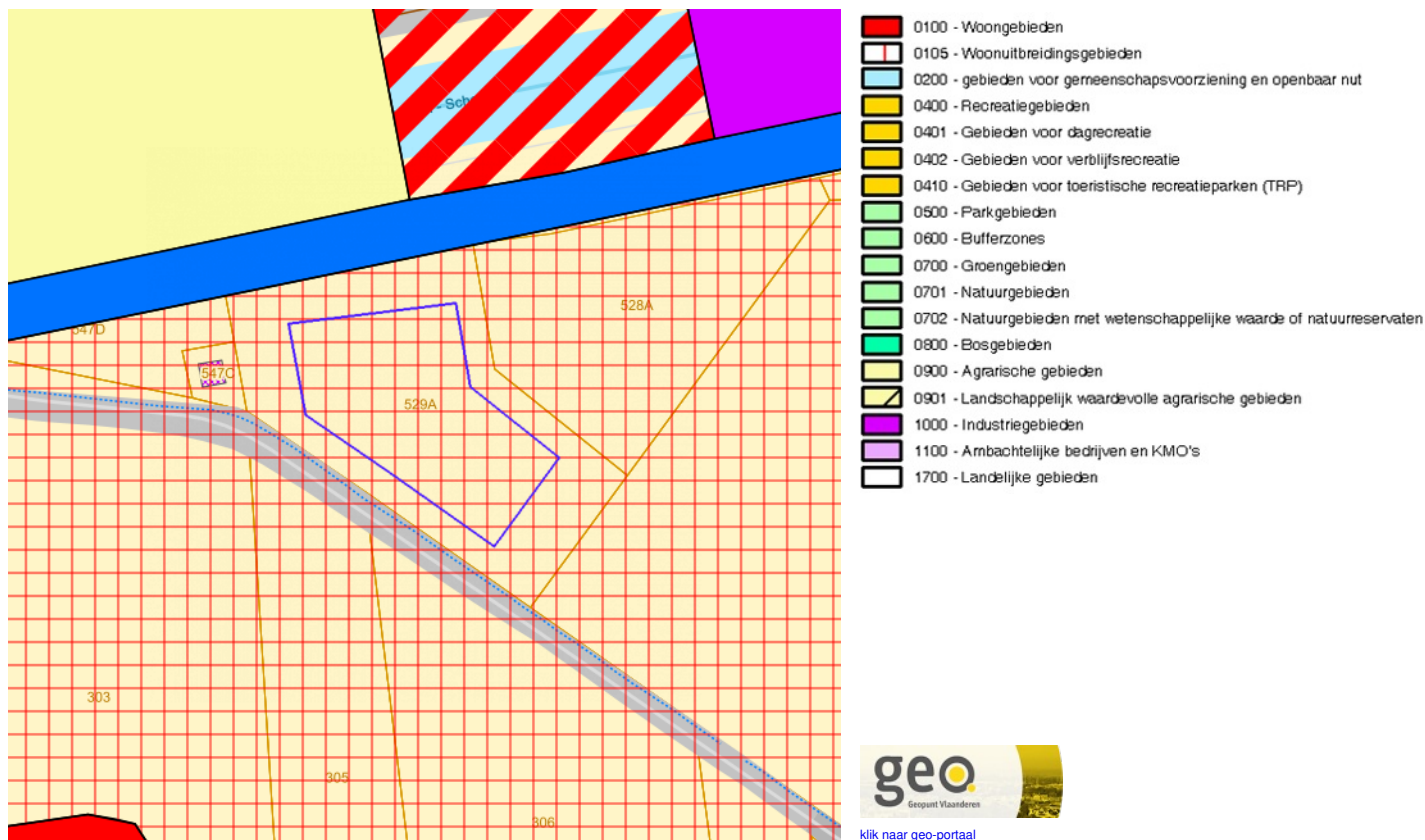 0100 - Woongebieden
0105 - Woonuitbreidingsgebieden
0200 - gebieden voor gemeenschapsvoorziening en openbaar nut
0400 - Recreatiegebieden
0401 - Gebieden voor dagrecreatie
0402 - Gebieden voor verblijfsrecreatie
0410 - Gebieden voor toeristische recreatieparken (TRP)
0500 - Parkgebieden
0600 - Bufferzones
0700 - Groengebieden
0701 - Natuurgebieden
0702 - Natuurgebieden met wetenschappelijke waarde of natuurreservaten
0800 - Bosgebieden
0900 - Agrarische gebieden
0901 - Landschappelijk waardevolle agrarische gebieden
1000 - Industriegebieden
1100 - Ambachtelijke bedrijven en KMO's
1700 - Landelijke gebieden
528A
547D
547C
529A
303
305
306
geo
Geopunt Vlaanderen
klik naar geo-portaal